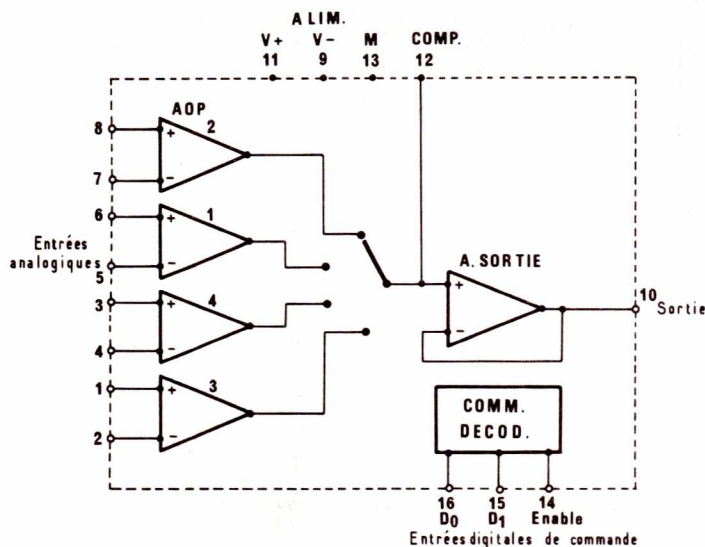 ALIM.
V+ V- M COMP.
11 9 13 12
AOP
8 + 2
7 -
6 + 1
Entrées
analogiques
5 -
3 + 4
4 -
1 + 3
2 -
A. SORTIE
+
-
10
Sortie
COMM.
DECOD.
16 15 14
D0 D1 Enable
Entrées digitales de commande